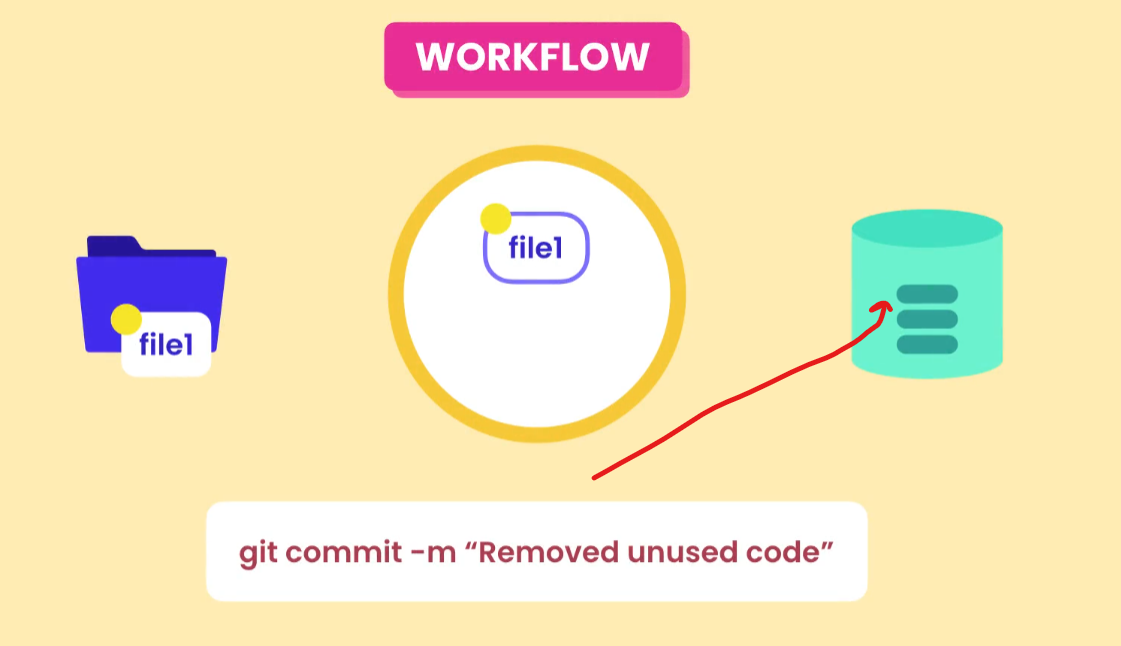 WORKFLOW
file1
file1
git commit -m “Removed unused code”